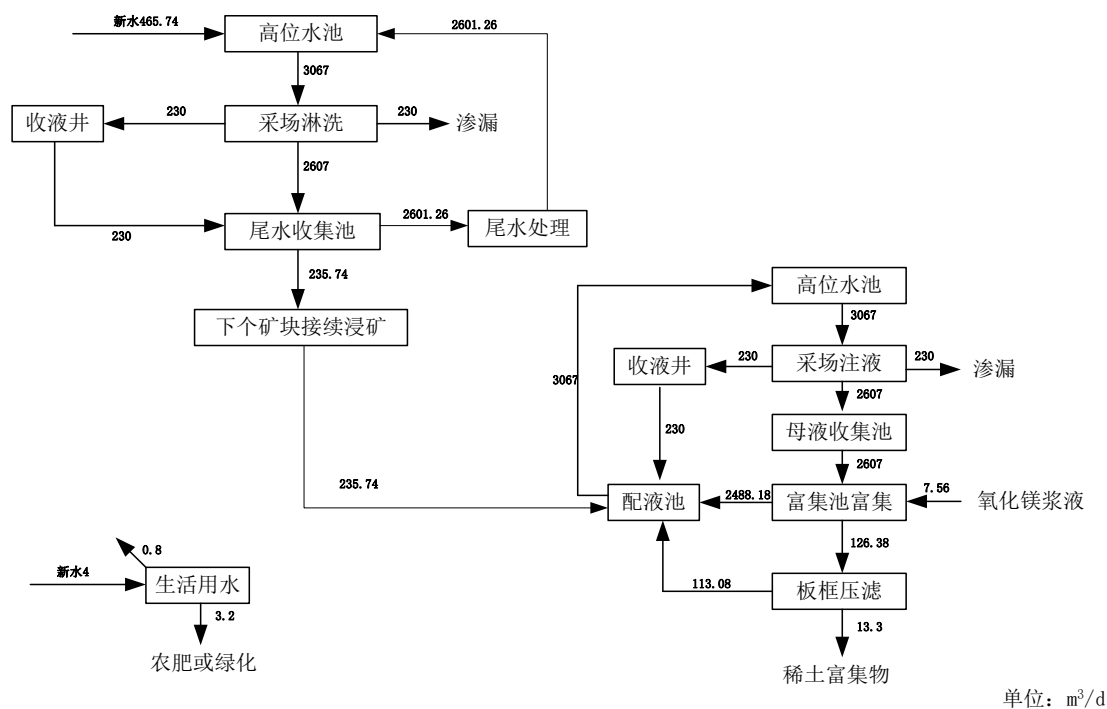 新水465.74
高位水池
2601.26
3067
收液井
230
采场淋洗
230
渗漏
2607
230
尾水收集池
2601.26
尾水处理
235.74
下个矿块接续浸矿
高位水池
3067
3067
收液井
230
采场注液
230
渗漏
2607
230
母液收集池
2607
235.74
配液池
2488.18
富集池富集
7.56
氧化镁浆液
126.38
113.08
板框压滤
13.3
稀土富集物
0.8
新水4
生活用水
3.2
农肥或绿化
单位：m³/d